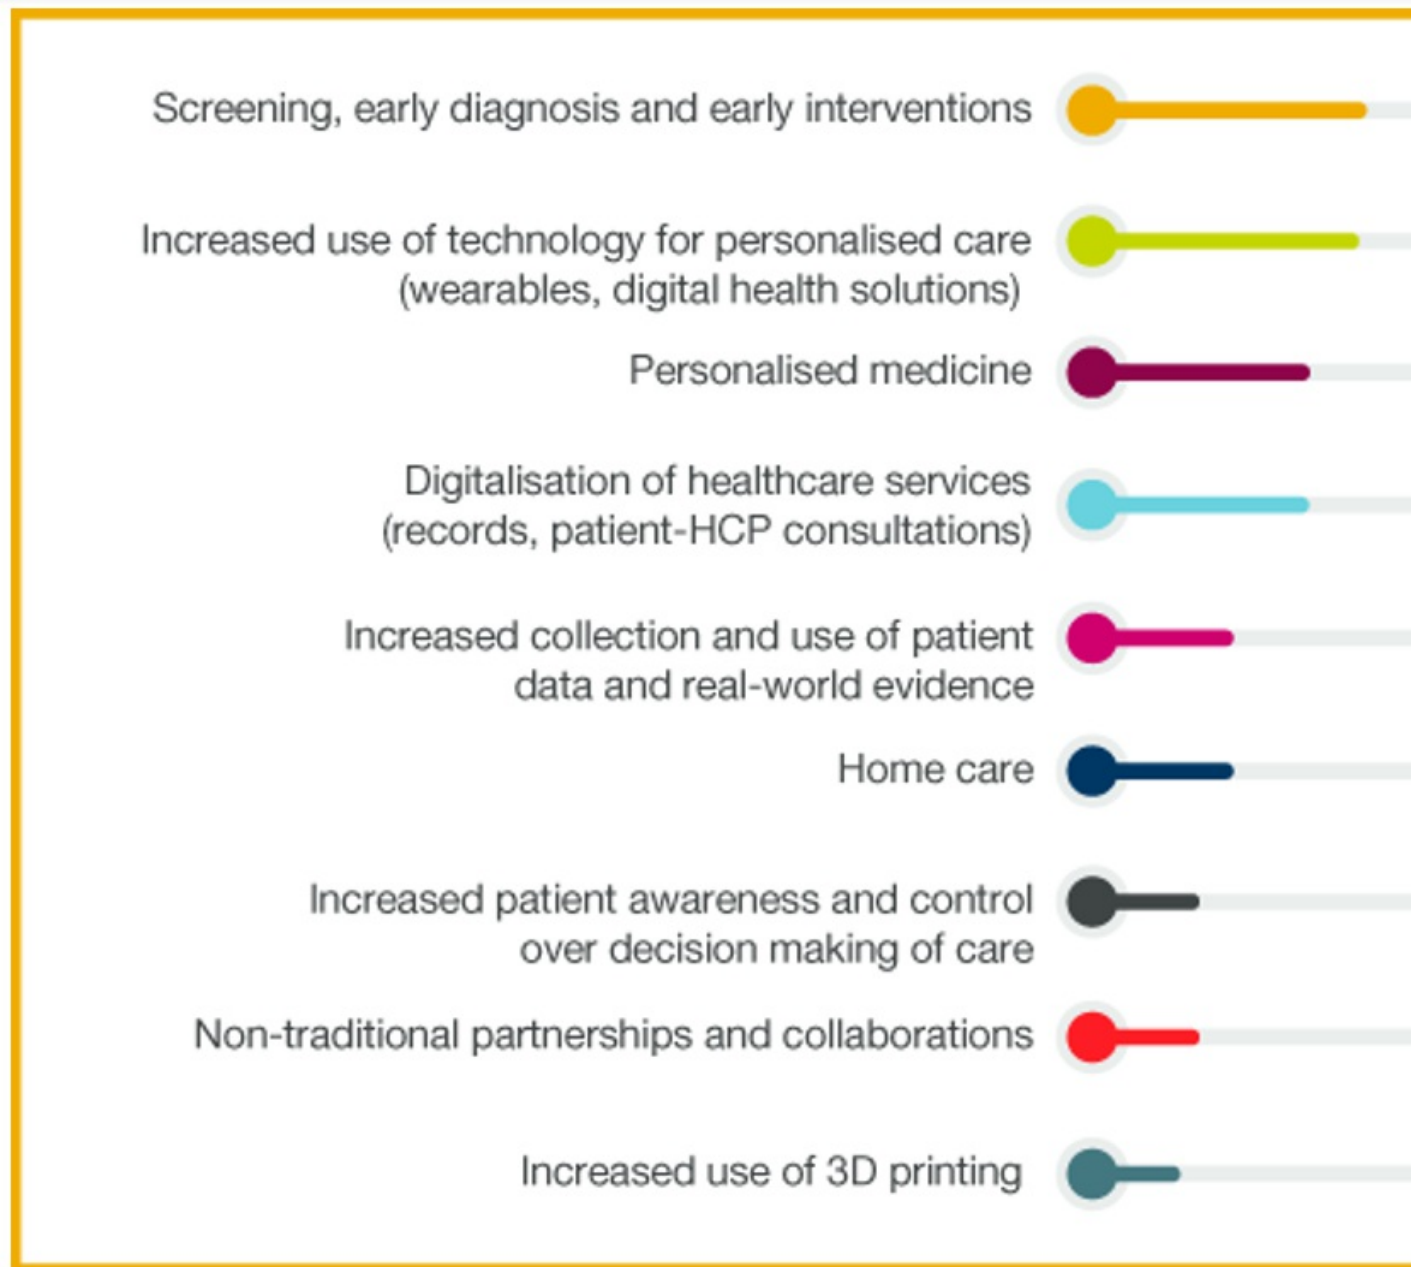 Screening, early diagnosis and early interventions
Increased use of technology for personalised care
(wearables, digital health solutions)
Personalised medicine
Digitalisation of healthcare services
(records, patient-HCP consultations)
Increased collection and use of patient
data and real-world evidence
Home care
Increased patient awareness and control
over decision making of care
Non-traditional partnerships and collaborations
Increased use of 3D printing